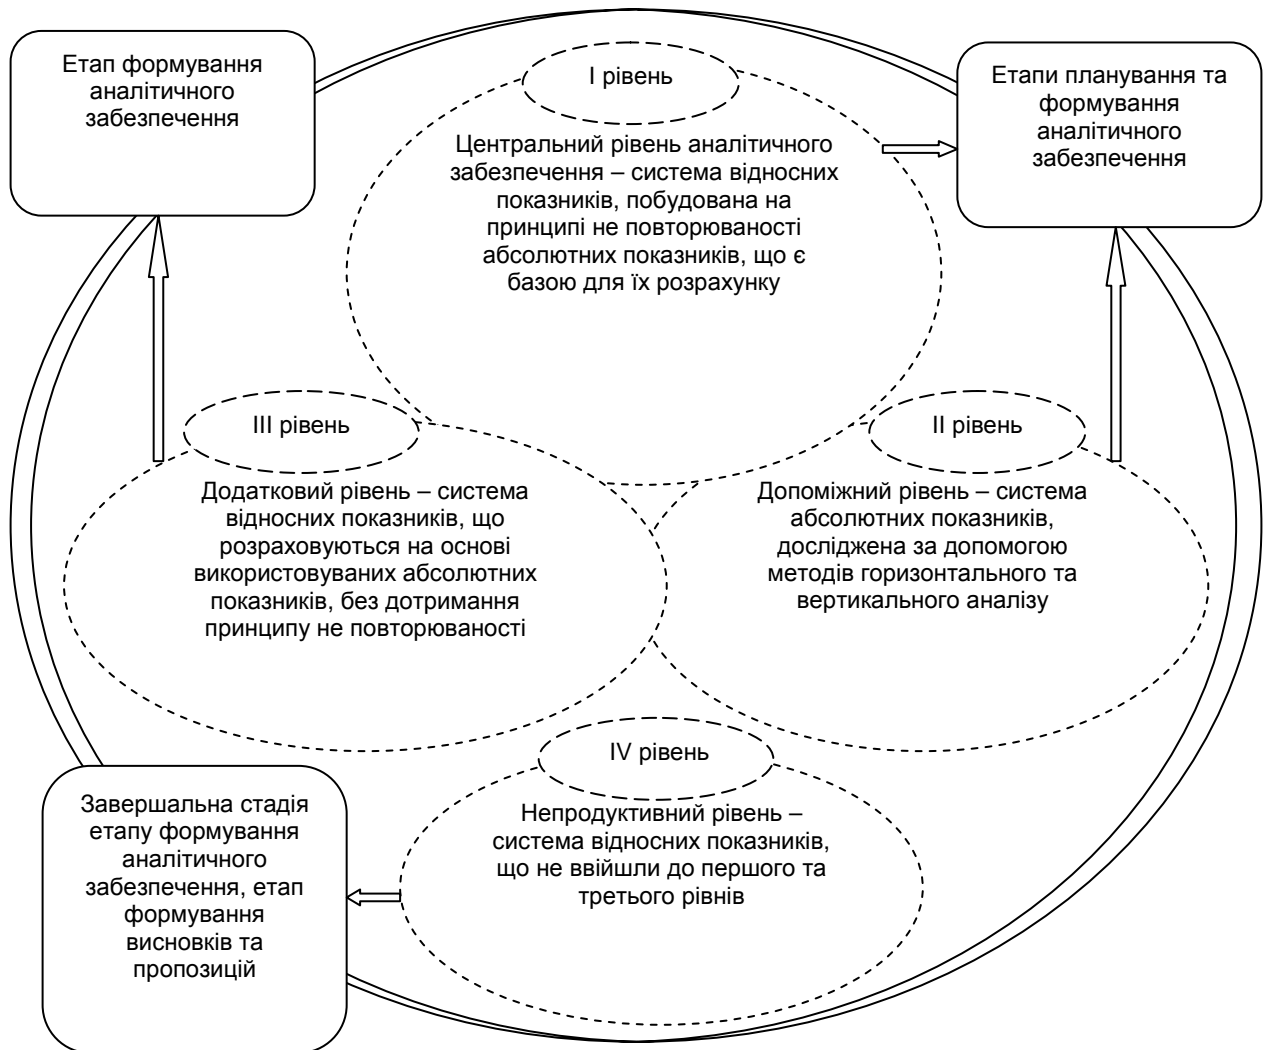 Етап формування
аналітичного
забезпечення
I рівень
Етапи планування та
формування
аналітичного
забезпечення
Центральний рівень аналітичного
забезпечення – система відносних
показників, побудована на
принципі не повторюваності
абсолютних показників, що є
базою для їх розрахунку
III рівень
II рівень
Додатковий рівень – система
відносних показників, що
розраховуються на основі
використовуваних абсолютних
показників, без дотримання
принципу не повторюваності
Допоміжний рівень – система
абсолютних показників,
досліджена за допомогою
методів горизонтального та
вертикального аналізу
IV рівень
Непродуктивний рівень –
система відносних показників,
що не ввійшли до першого та
третього рівнів
Завершальна стадія
етапу формування
аналітичного
забезпечення, етап
формування
висновків та
пропозицій